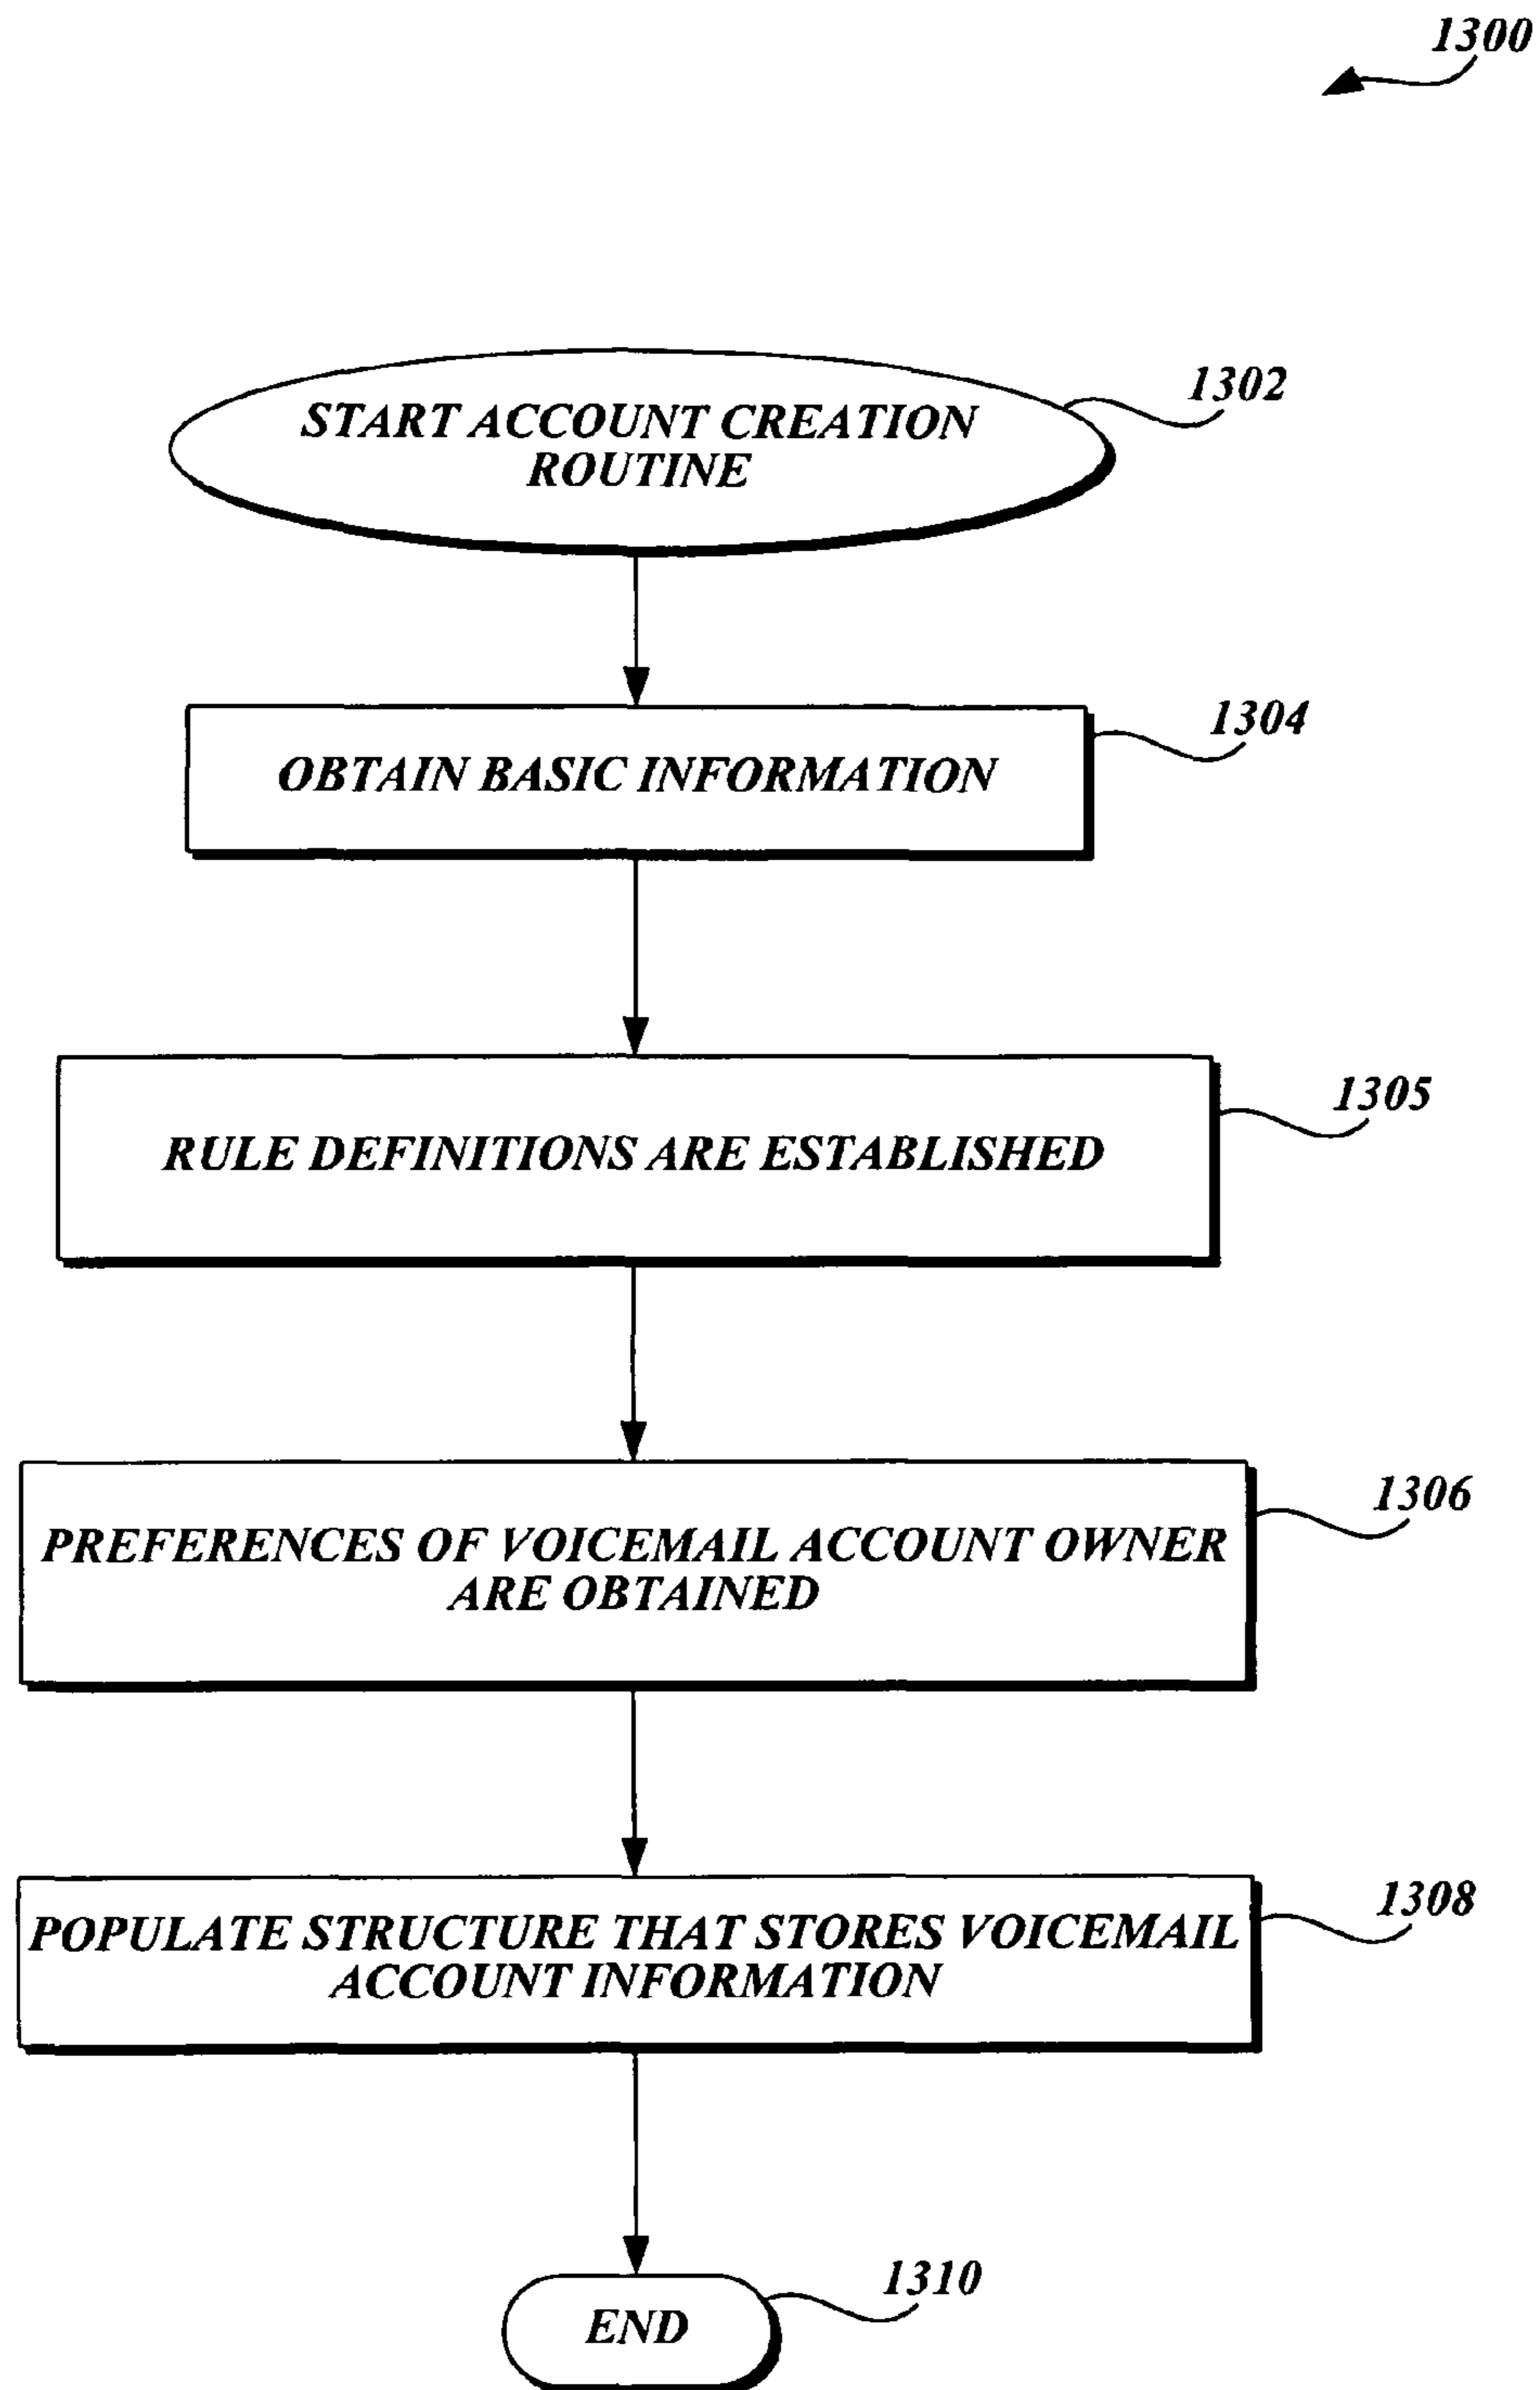 1300
START ACCOUNT CREATION
ROUTINE
1302
OBTAIN BASIC INFORMATION
1304
RULE DEFINITIONS ARE ESTABLISHED
1305
PREFERENCES OF VOICEMAIL ACCOUNT OWNER
ARE OBTAINED
1306
POPULATE STRUCTURE THAT STORES VOICEMAIL
ACCOUNT INFORMATION
1308
END
1310